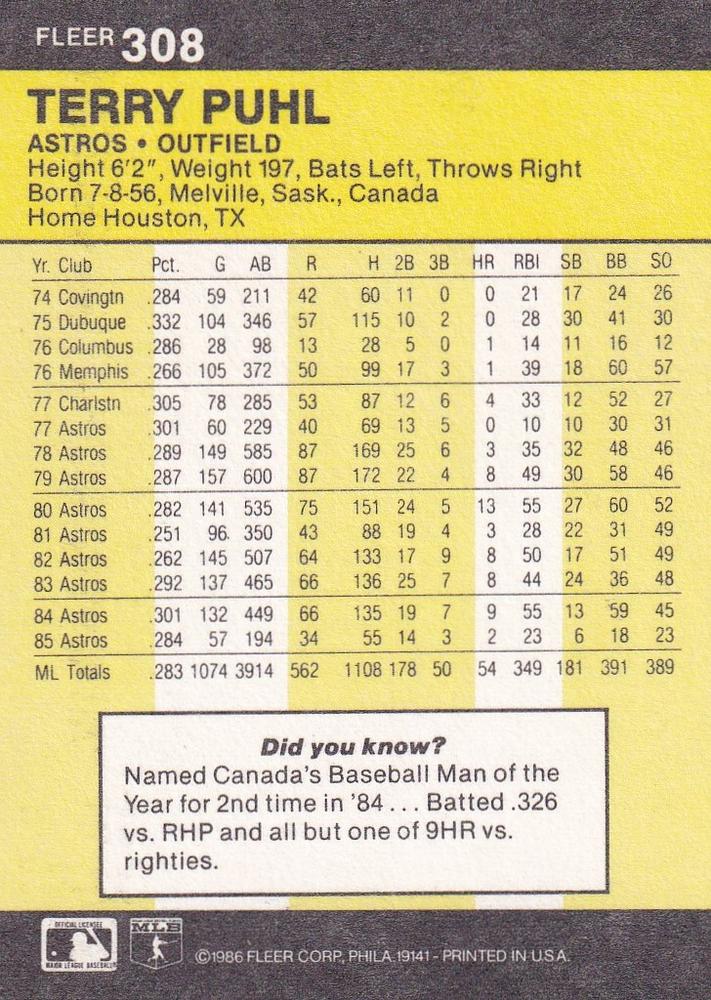 FLEER 308
TERRY PUHL
ASTROS • OUTFIELD
Height 6'2", Weight 197, Bats Left, Throws Right
Born 7-8-56, Melville, Sask., Canada
Home Houston, TX
Yr. Club Pct. G AB R H 2B 3B HR RBI SB BB SO
74 Covingtn .284 59 211 42 60 11 0 0 21 17 24 26
75 Dubuque .332 104 346 57 115 10 2 0 28 30 41 30
76 Columbus .286 28 98 13 28 5 0 1 14 11 16 12
76 Memphis .266 105 372 50 99 17 3 1 39 18 60 57
77 Charlstn .305 78 285 53 87 12 6 4 33 12 52 27
77 Astros .301 60 229 40 69 13 5 0 10 10 30 31
78 Astros .289 149 585 87 169 25 6 3 35 32 48 46
79 Astros .287 157 600 87 172 22 4 8 49 30 58 46
80 Astros .282 141 535 75 151 24 5 13 55 27 60 52
81 Astros .251 96 350 43 88 19 4 3 28 22 31 49
82 Astros .262 145 507 64 133 17 9 8 50 17 51 49
83 Astros .292 137 465 66 136 25 7 8 44 24 36 48
84 Astros .301 132 449 66 135 19 7 9 55 13 59 45
85 Astros .284 57 194 34 55 14 3 2 23 6 18 23
ML Totals .283 1074 3914 562 1108 178 50 54 349 181 391 389
Did you know?
Named Canada's Baseball Man of the
Year for 2nd time in '84 . . . Batted .326
vs. RHP and all but one of 9HR vs.
righties.
OFFICIAL LICENSEE
MAJOR LEAGUE BASEBALL
MLB
©1986 FLEER CORP., PHILA. 19141 - PRINTED IN U.S.A.